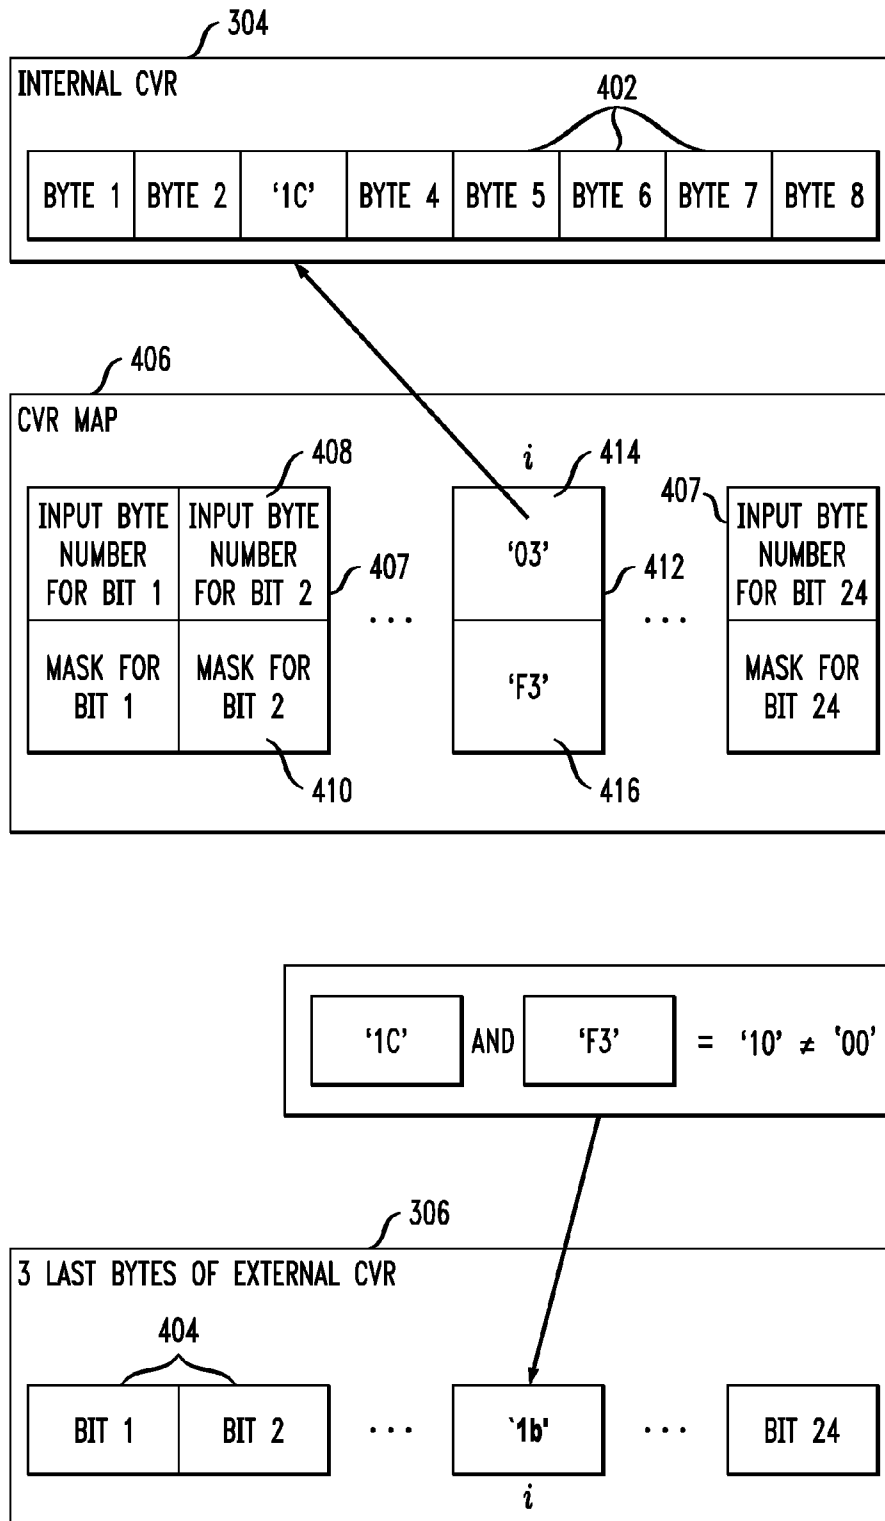 304
INTERNAL CVR
402
BYTE 1 BYTE 2 ‘1C’ BYTE 4 BYTE 5 BYTE 6 BYTE 7 BYTE 8
406
CVR MAP
i
408
414
407
INPUT BYTE NUMBER FOR BIT 1
INPUT BYTE NUMBER FOR BIT 2
407
...
‘03’
412
...
INPUT BYTE NUMBER FOR BIT 24
MASK FOR BIT 1
MASK FOR BIT 2
‘F3’
MASK FOR BIT 24
410
416
‘1C’ AND ‘F3’ = ‘10’ ≠ ‘00’
306
3 LAST BYTES OF EXTERNAL CVR
404
BIT 1 BIT 2 ... ‘1b' ... BIT 24
i